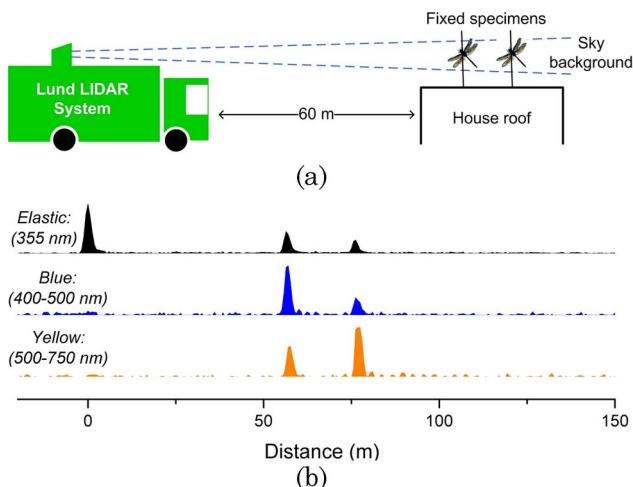 Fixed specimens
Sky
background
Lund LIDAR
System
60 m
House roof
(a)
Elastic:
(355 nm)
Blue:
(400-500 nm)
Yellow:
(500-750 nm)
0
50
100
150
Distance (m)
(b)